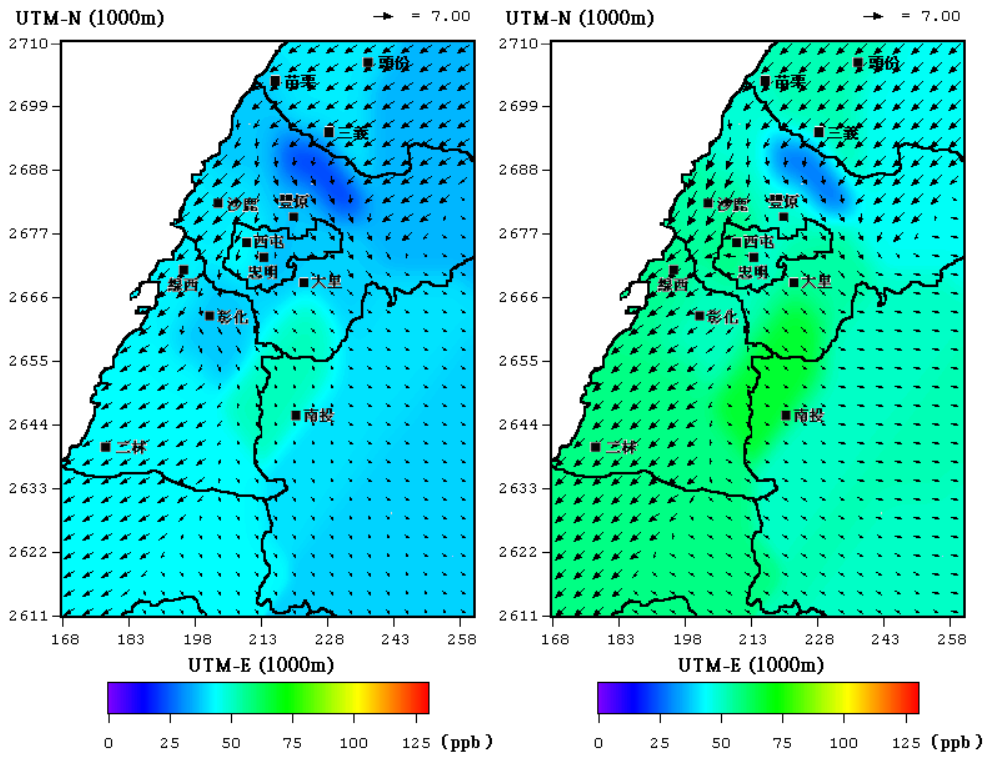 UTM-N (1000m) = 7.00
2710
2699
2688
2677
2666
2655
2644
2633
2622
2611
頭份
苗栗
三義
沙鹿 豐原
西屯
忠明
線西 大里
彰化
南投
二林
168 183 198 213 228 243 258
UTM-E (1000m)
0 25 50 75 100 125 (ppb)
UTM-N (1000m) = 7.00
2710
2699
2688
2677
2666
2655
2644
2633
2622
2611
頭份
苗栗
三義
沙鹿 豐原
西屯
忠明
線西 大里
彰化
南投
二林
168 183 198 213 228 243 258
UTM-E (1000m)
0 25 50 75 100 125 (ppb)